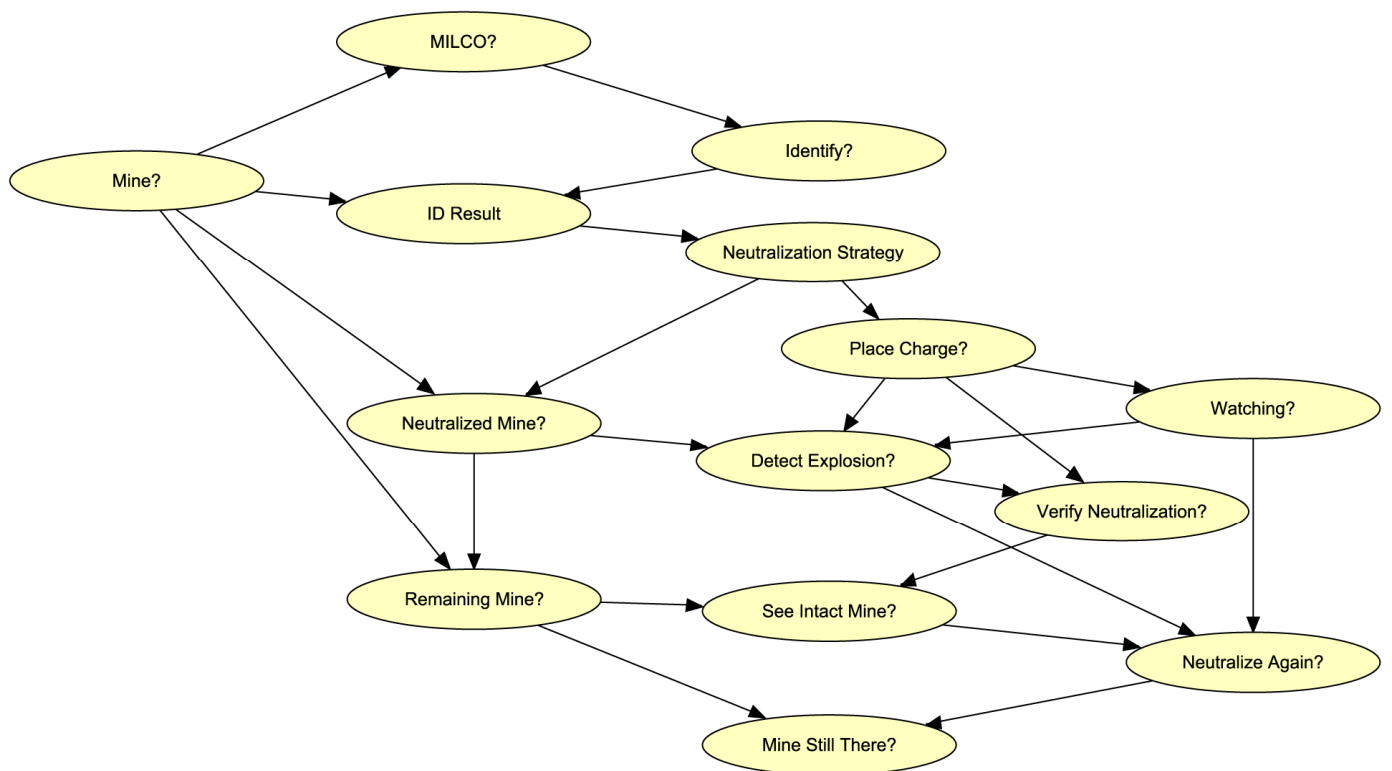 MILCO?
Identify?
Mine?
ID Result
Neutralization Strategy
Place Charge?
Watching?
Neutralized Mine?
Detect Explosion?
Verify Neutralization?
Remaining Mine?
See Intact Mine?
Neutralize Again?
Mine Still There?